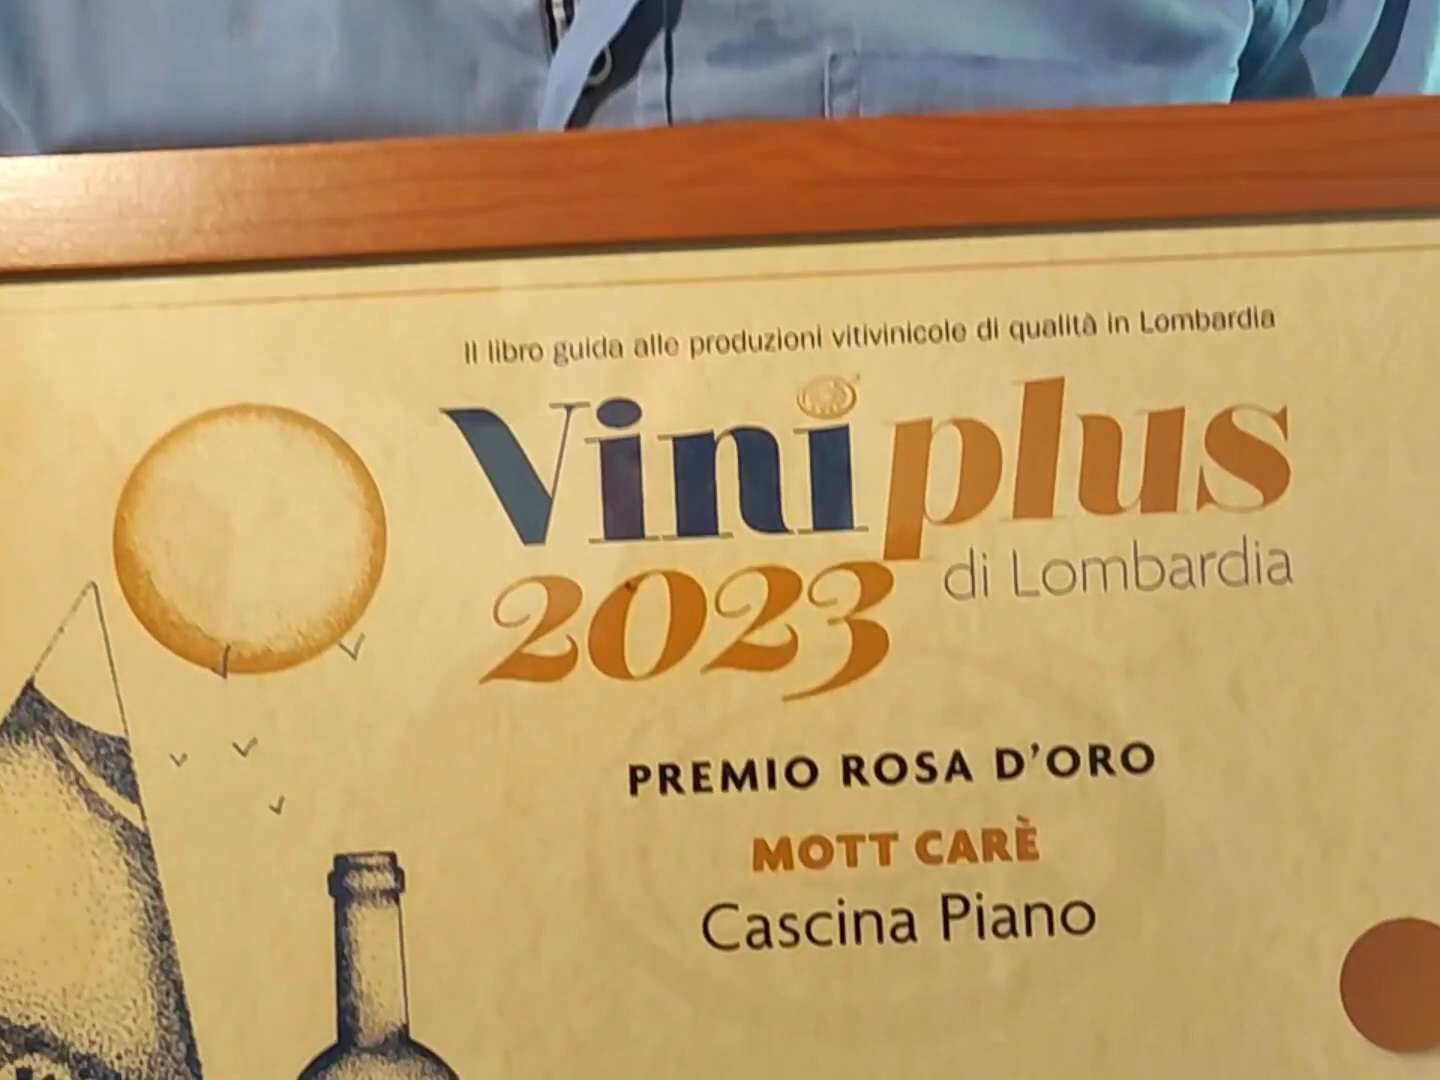 Il libro guida alle produzioni vitivinicole di qualità in Lombardia
Viniplus
2023 di Lombardia
PREMIO ROSA D'ORO
MOTT CARÈ
Cascina Piano